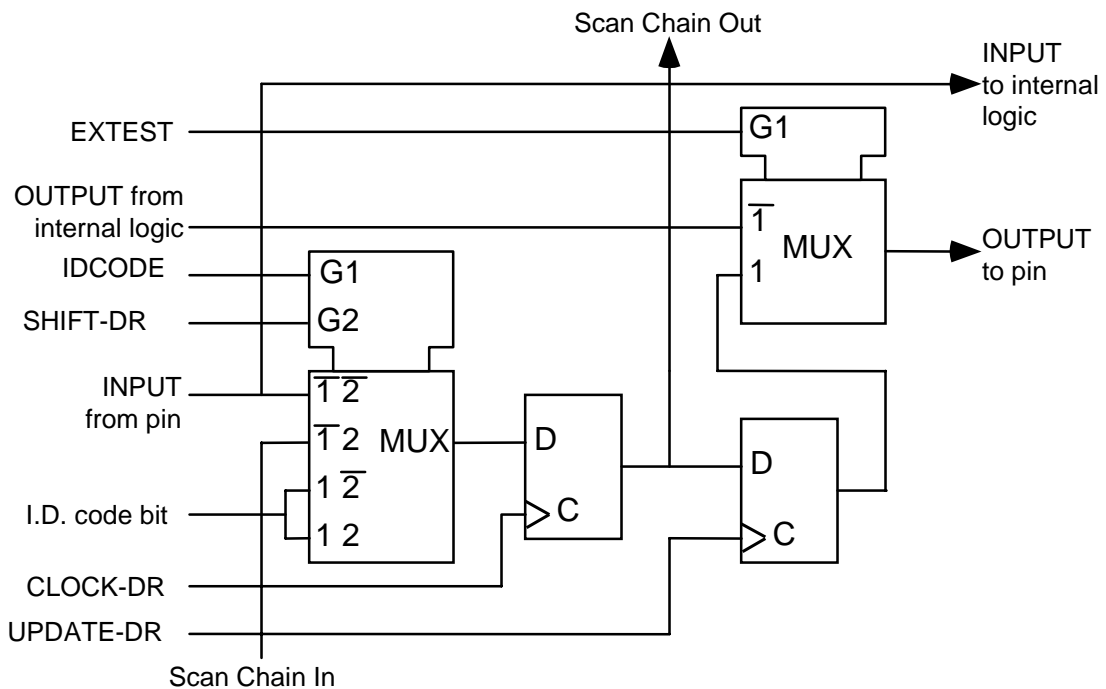 Scan Chain Out
INPUT
to internal
logic
EXTEST
G1
OUTPUT from
internal logic
1̅
MUX
1
OUTPUT
to pin
IDCODE
G1
SHIFT-DR
G2
INPUT
from pin
1̅ 2̅
1̅ 2
MUX
1 2̅
1 2
D
C
D
C
I.D. code bit
CLOCK-DR
UPDATE-DR
Scan Chain In